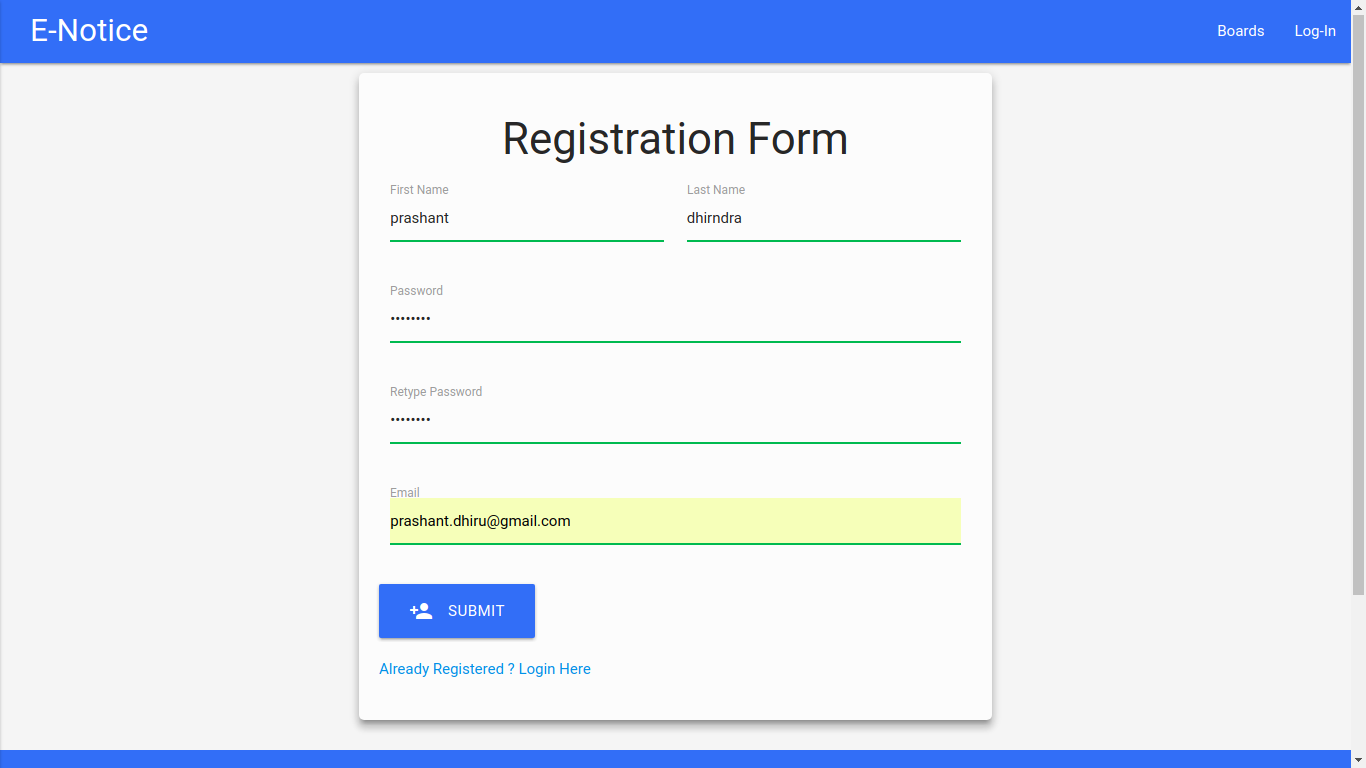 E-Notice
Boards
Log-In
Registration Form
First Name
Last Name
prashant
dhirndra
Password
••••••••
Retype Password
••••••••
Email
prashant.dhiru@gmail.com
SUBMIT
Already Registered ? Login Here